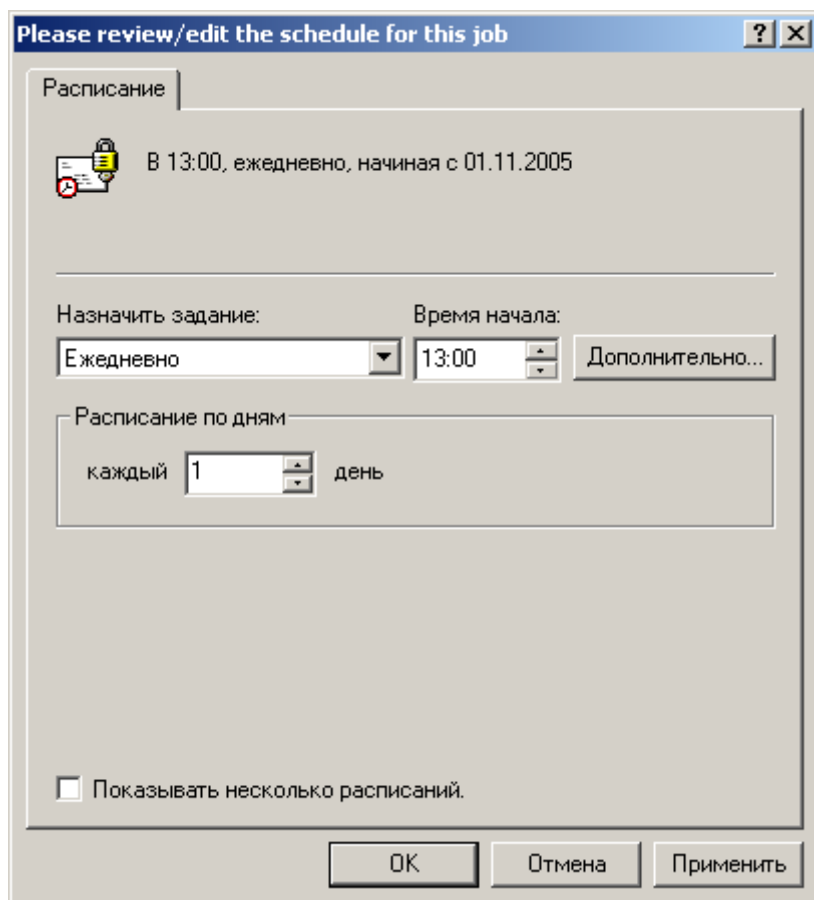 Please review/edit the schedule for this job
Расписание
В 13:00, ежедневно, начиная с 01.11.2005
Назначить задание:
Время начала:
Ежедневно
13:00
Дополнительно...
Расписание по дням
каждый 1 день
Показывать несколько расписаний.
OK Отмена Применить